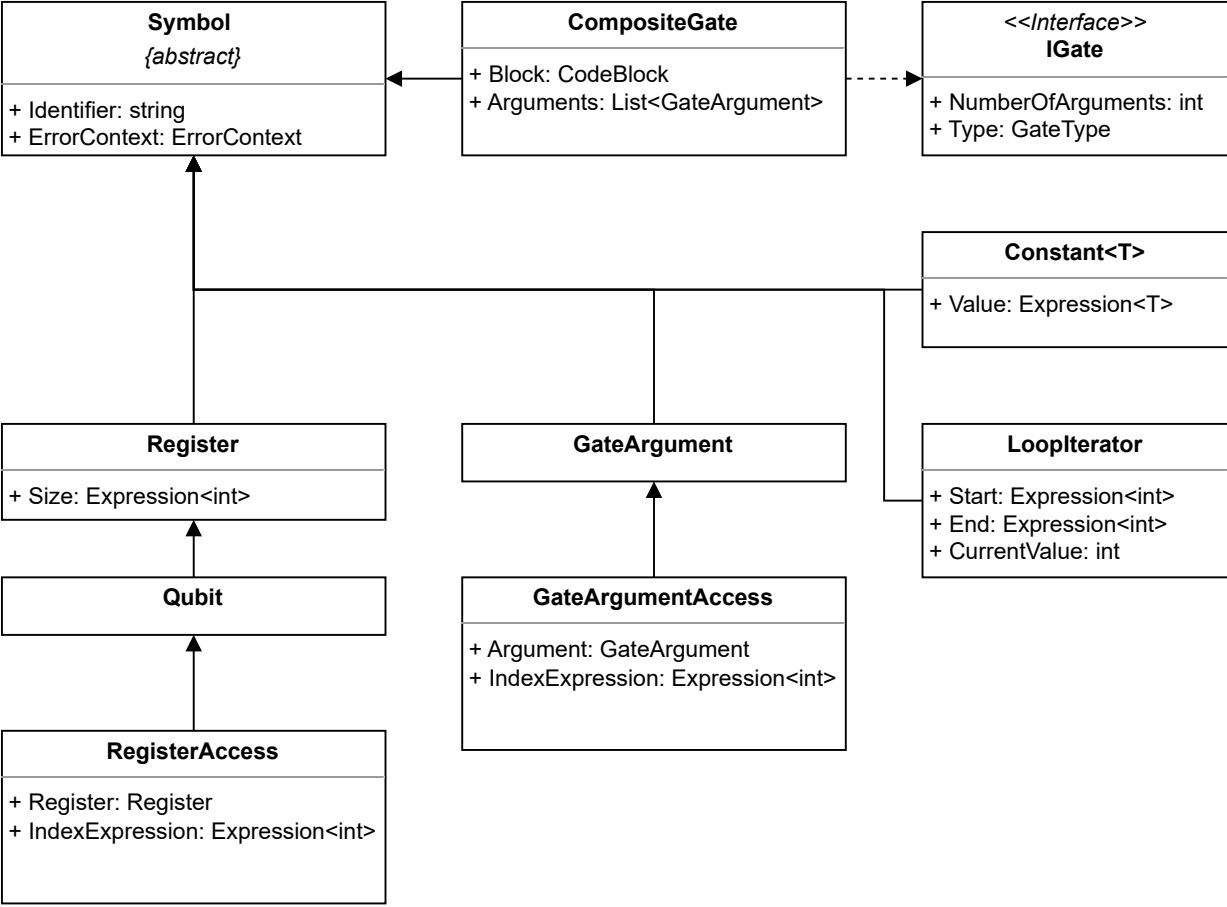 Symbol
{abstract}
+ Identifier: string
+ ErrorContext: ErrorContext
CompositeGate
+ Block: CodeBlock
+ Arguments: List<GateArgument>
<<Interface>>
IGate
+ NumberOfArguments: int
+ Type: GateType
Constant<T>
+ Value: Expression<T>
Register
+ Size: Expression<int>
GateArgument
LoopIterator
+ Start: Expression<int>
+ End: Expression<int>
+ CurrentValue: int
Qubit
GateArgumentAccess
+ Argument: GateArgument
+ IndexExpression: Expression<int>
RegisterAccess
+ Register: Register
+ IndexExpression: Expression<int>